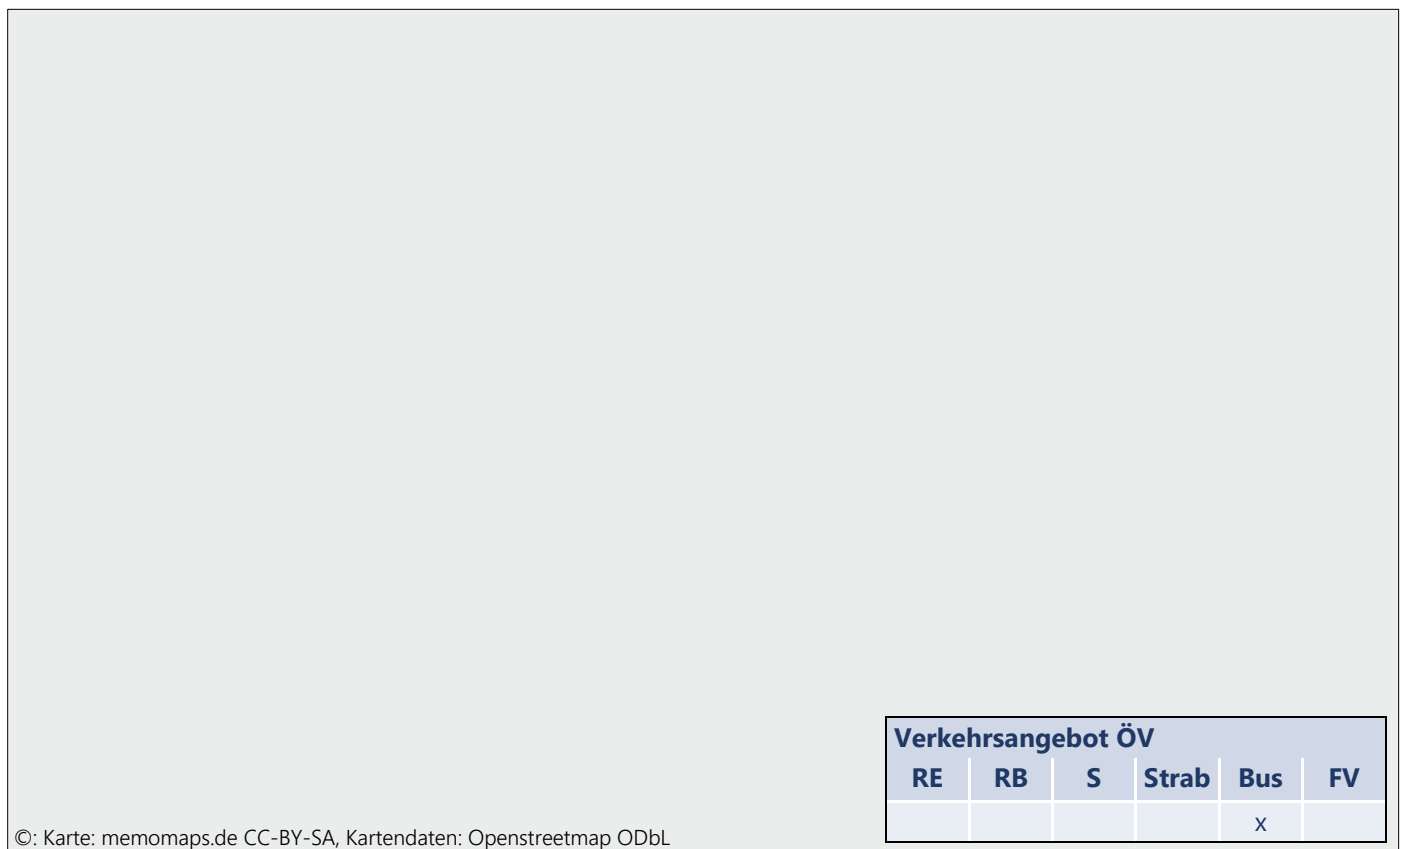 Verkehrsangebot ÖV
RE RB S Strab Bus FV
x
©: Karte: memomaps.de CC-BY-SA, Kartendaten: Openstreetmap ODbL